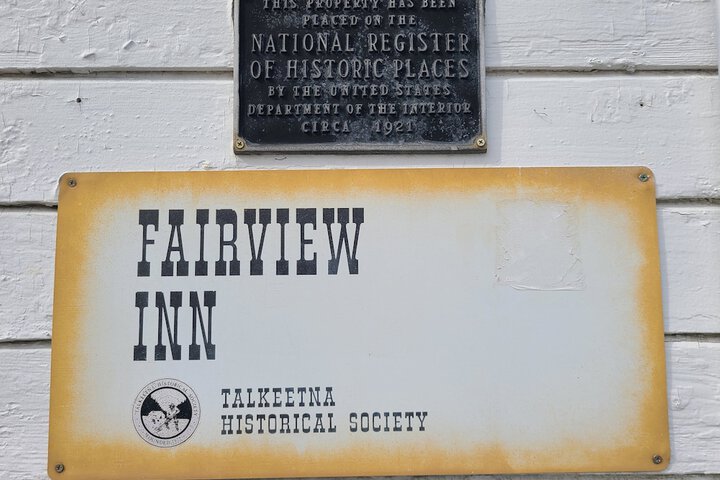 THIS PROPERTY HAS BEEN
PLACED ON THE
NATIONAL REGISTER
OF HISTORIC PLACES
BY THE UNITED STATES
DEPARTMENT OF THE INTERIOR
CIRCA 1921
FAIRVIEW
INN
TALKEETNA
HISTORICAL SOCIETY